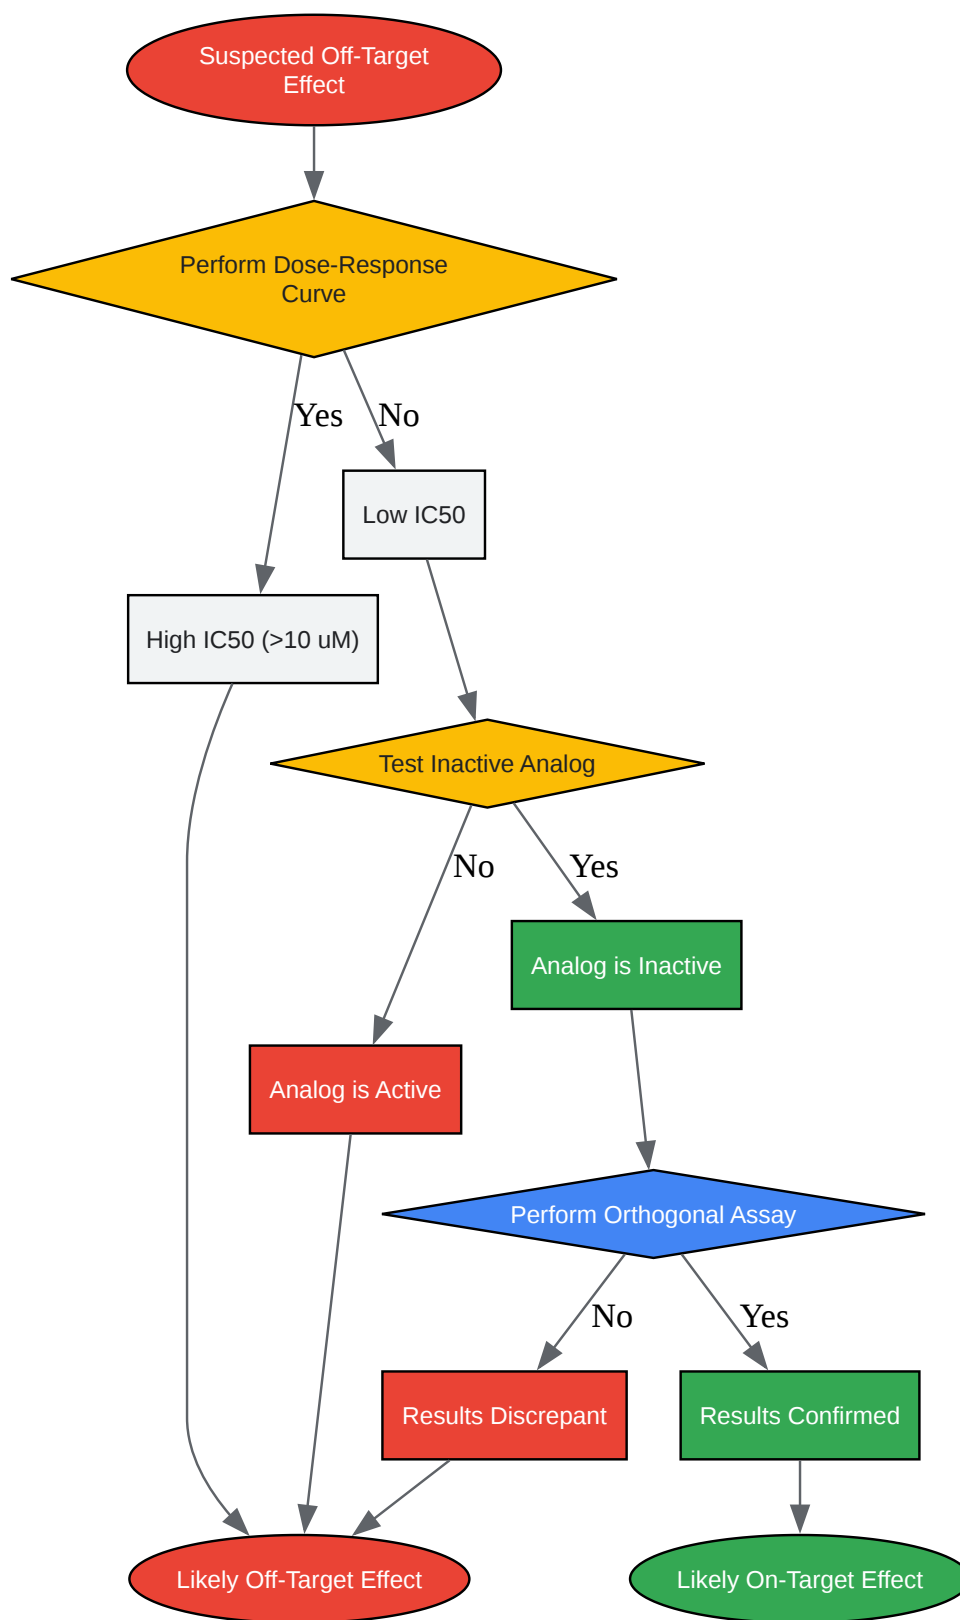 Suspected Off-Target
Effect
Perform Dose-Response
Curve
Yes
No
Low IC50
High IC50 (>10 uM)
Test Inactive Analog
No
Yes
Analog is Inactive
Analog is Active
Perform Orthogonal Assay
No
Yes
Results Discrepant
Results Confirmed
Likely Off-Target Effect
Likely On-Target Effect